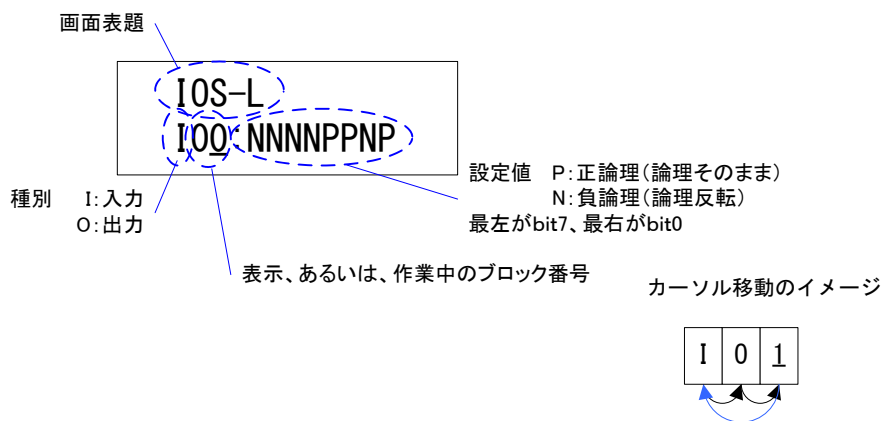 画面表題
IOS-L
I00:NNNNPPNP
設定値 P:正論理(論理そのまま)
N:負論理(論理反転)
最左がbit7、最右がbit0
種別 I:入力
O:出力
表示、あるいは、作業中のブロック番号
カーソル移動のイメージ
I 0 1